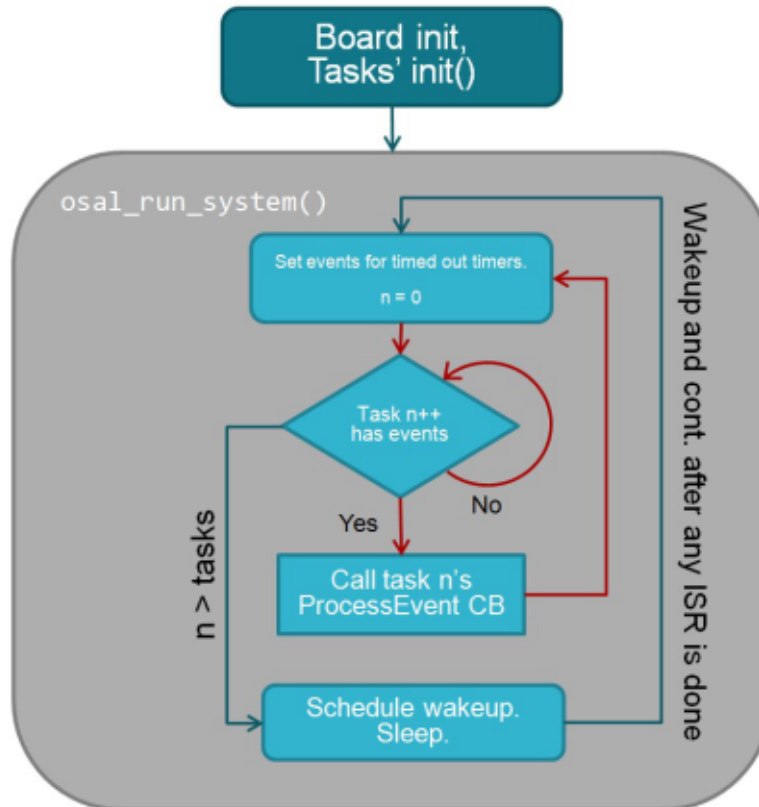 Board init,
Tasks' init()
osal_run_system()
Set events for timed out timers.
n = 0
Task n++
has events
No
Yes
Call task n's
ProcessEvent CB
n > tasks
Schedule wakeup.
Sleep.
Wakeup and cont. after any ISR is done